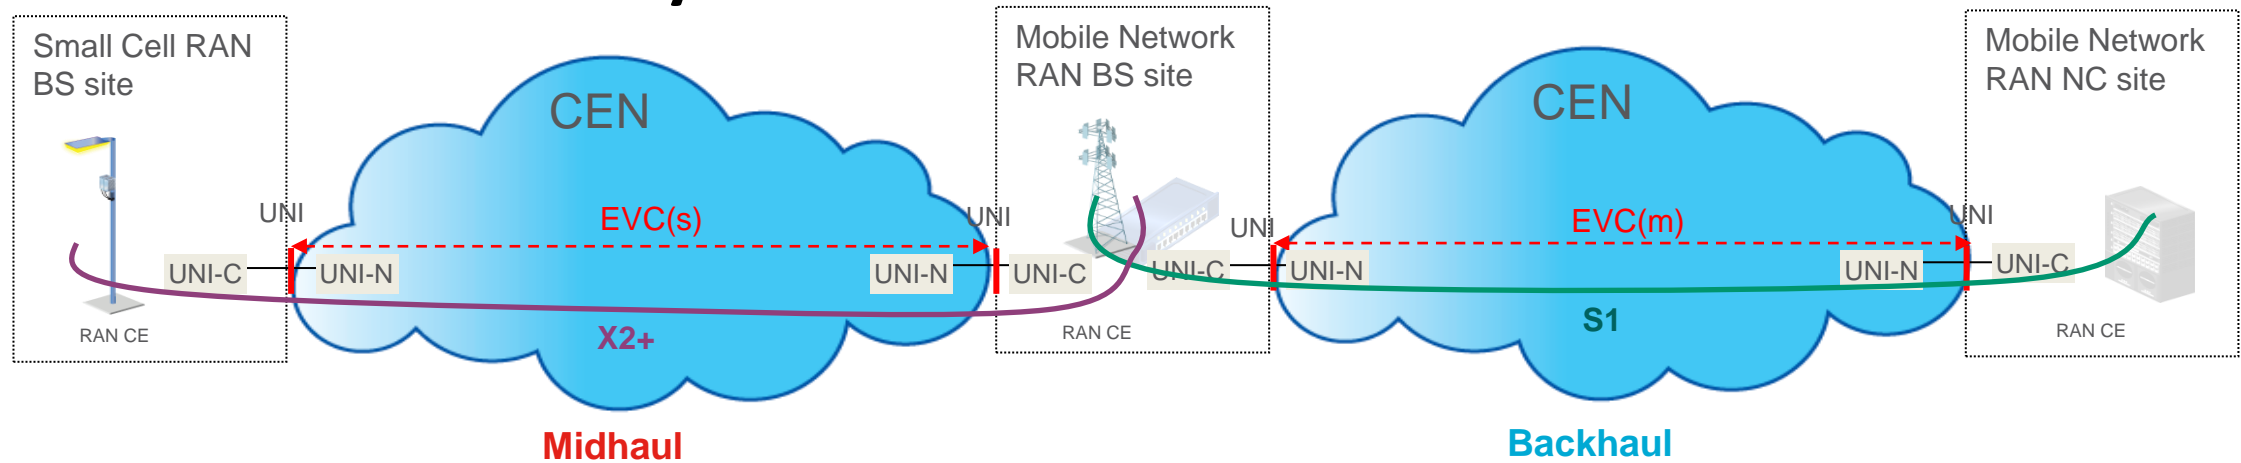 Small Cell RAN
BS site
CEN
Mobile Network
RAN BS site
CEN
Mobile Network
RAN NC site
UNI
EVC(s)
UNI
UNI
EVC(m)
UNI
UNI-C
UNI-N
UNI-N
UNI-C
UNI-C
UNI-N
UNI-N
UNI-C
RAN CE
X2+
RAN CE
S1
RAN CE
Midhaul
Backhaul